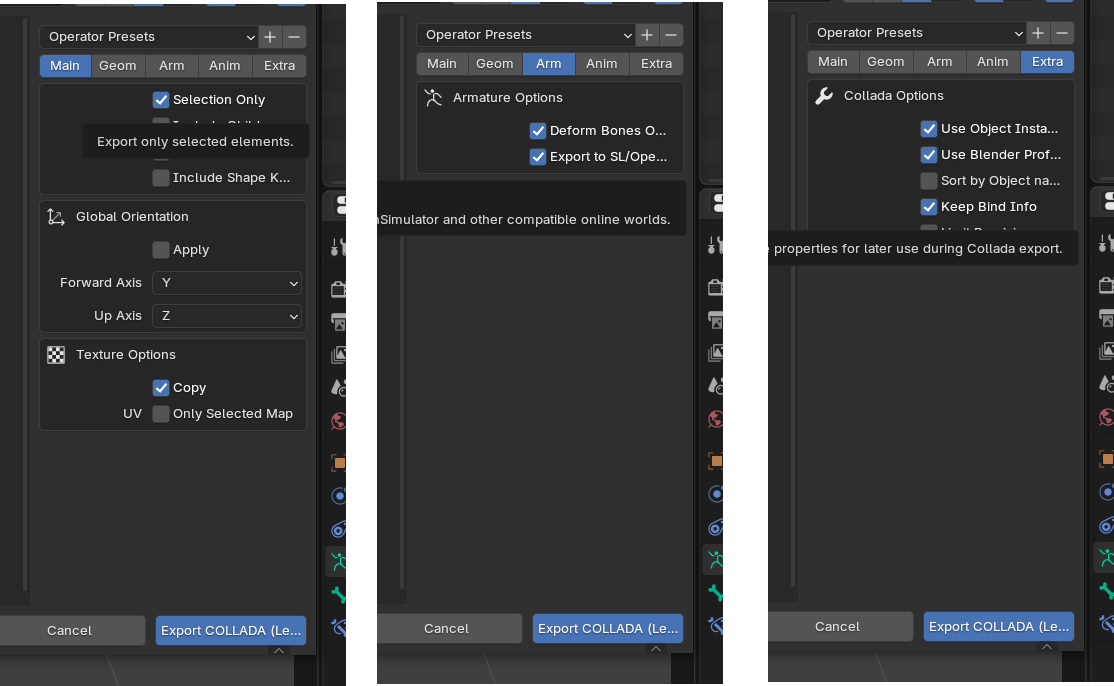 Operator Presets
Main Geom Arm Anim Extra
Selection Only
Export only selected elements.
Include Shape K...
Global Orientation
Apply
Forward Axis Y
Up Axis Z
Texture Options
Copy
UV Only Selected Map
Cancel Export COLLADA (Le...
Operator Presets
Main Geom Arm Anim Extra
Armature Options
Deform Bones O...
Export to SL/Ope...
nSimulator and other compatible online worlds.
Cancel Export COLLADA (Le...
Operator Presets
Main Geom Arm Anim Extra
Collada Options
Use Object Insta...
Use Blender Prof...
Sort by Object na...
Keep Bind Info
properties for later use during Collada export.
Cancel Export COLLADA (Le...